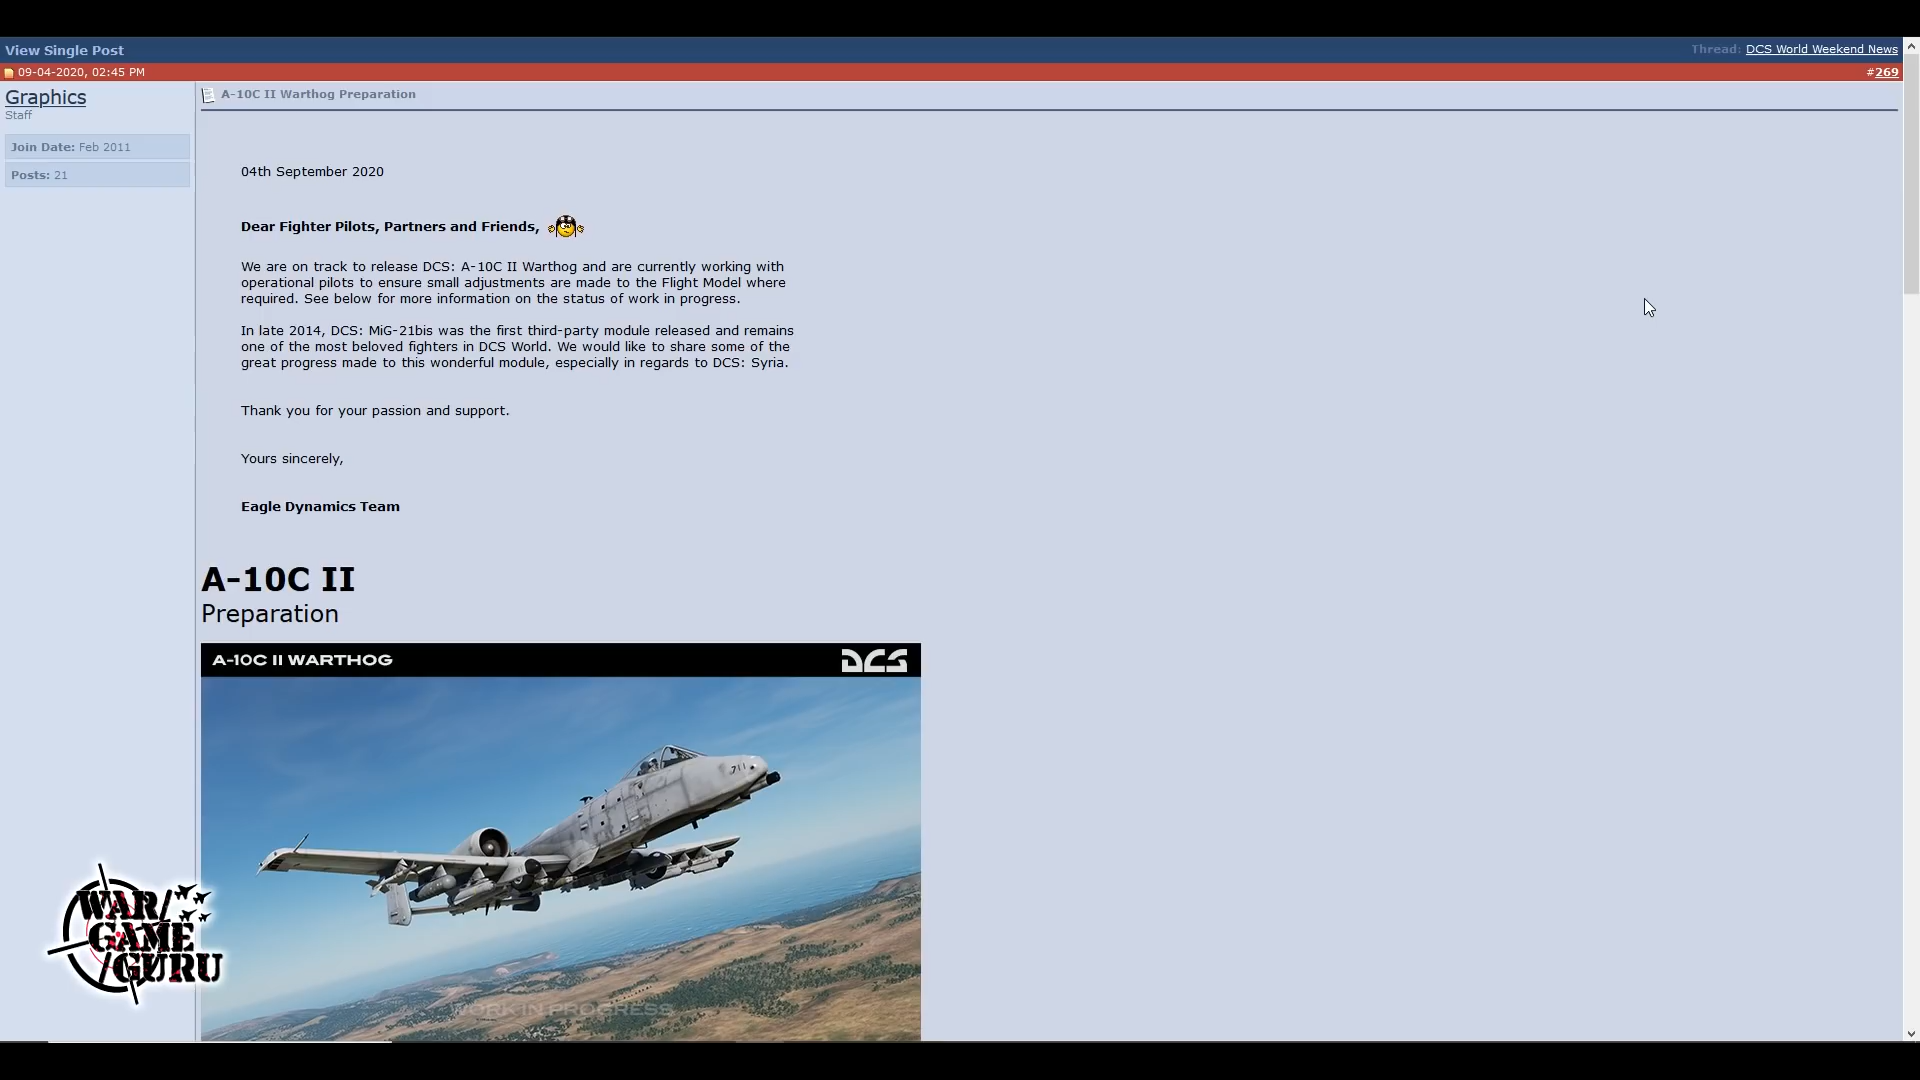 View Single Post
Thread: DCS World Weekend News
09-04-2020, 02:45 PM
#269
Graphics
Staff
Join Date: Feb 2011
Posts: 21
A-10C II Warthog Preparation
04th September 2020
Dear Fighter Pilots, Partners and Friends,
We are on track to release DCS: A-10C II Warthog and are currently working with
operational pilots to ensure small adjustments are made to the Flight Model where
required. See below for more information on the status of work in progress.
In late 2014, DCS: MiG-21bis was the first third-party module released and remains
one of the most beloved fighters in DCS World. We would like to share some of the
great progress made to this wonderful module, especially in regards to DCS: Syria.
Thank you for your passion and support.
Yours sincerely,
Eagle Dynamics Team
A-10C II
Preparation
A-10C II WARTHOG
DCS
711
WORK IN PROGRESS
WAR/
GAME
/GURU